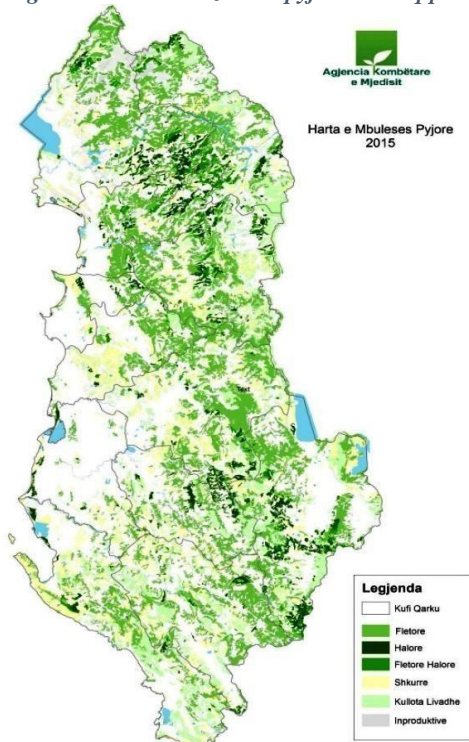 Agjencia Kombëtare
e Mjedisit
Harta e Mbuleses Pyjore
2015
Legjenda
Kufi Qarku
Fletore
Halore
Fletore Halore
Shkurre
Kullota Livadhe
Inproduktive